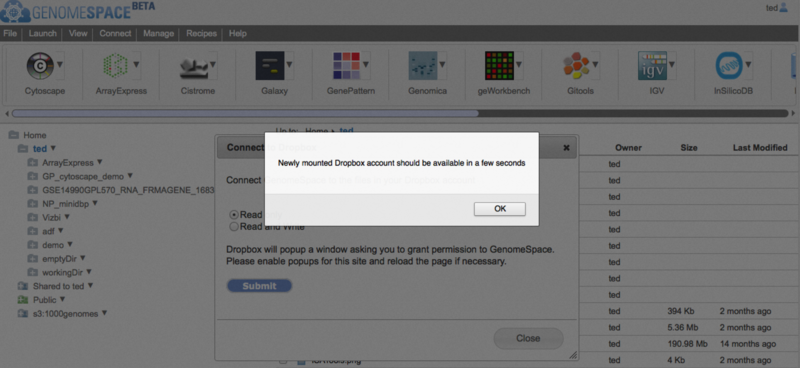 GENOMESPACE BETA
ted
File Launch View Connect Manage Recipes Help
Cytoscape ArrayExpress Cistrome Galaxy GenePattern Genomica geWorkbench Gitools IGV InSiliceDB
Up to: Home ted
Home
ted
ArrayExpress
GP_cytoscape_demo
GSE14990GPL570_RNA_FRMAGENE_1683
NP_minidbp
Vizbi
adf
demo
emptyDir
workingDir
Shared to ted
Public
s3:1000genomes
Connect to Dropbox
Newly mounted Dropbox account should be available in a few seconds
OK
Connect
Read
Read and Write
Dropbox will popup a window asking you to grant permission to GenomeSpace.
Please enable popups for this site and reload the page if necessary.
Submit
Close
Owner Size Last Modified
ted
ted
ted
ted
ted
ted
ted
ted
ted
ted 394 Kb 2 months ago
ted 5.36 Mb 2 months ago
ted 190.98 Mb 14 months ago
ted 4 Kb 2 months ago